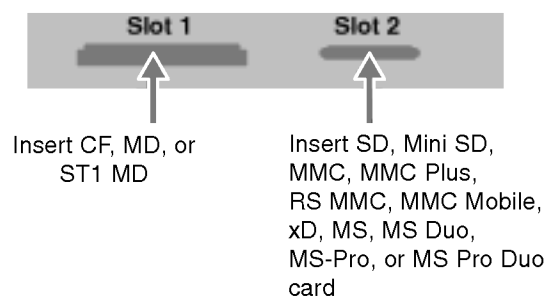 Slot 1
Slot 2
Insert CF, MD, or
ST1 MD
Insert SD, Mini SD,
MMC, MMC Plus,
RS MMC, MMC Mobile,
xD, MS, MS Duo,
MS-Pro, or MS Pro Duo
card